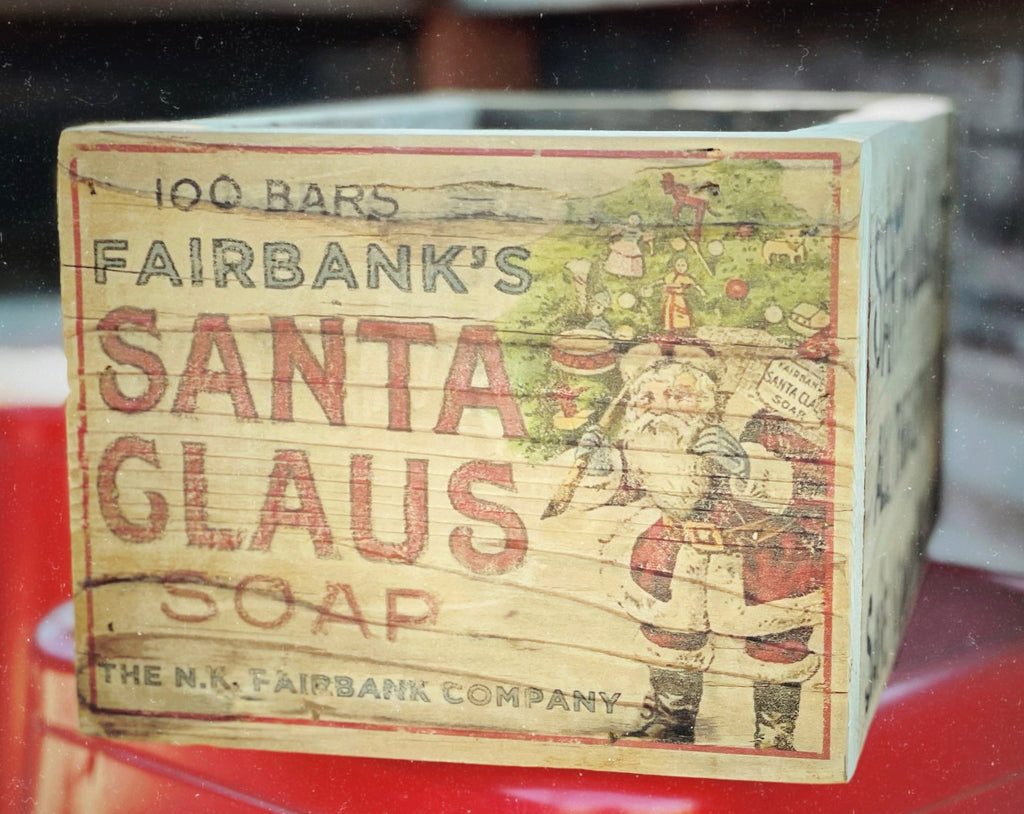 100 BARS
FAIRBANK'S
SANTA
CLAUS
SOAP
THE N.K. FAIRBANK COMPANY
FAIRBANK'S
SANTA CLAUS
SOAP